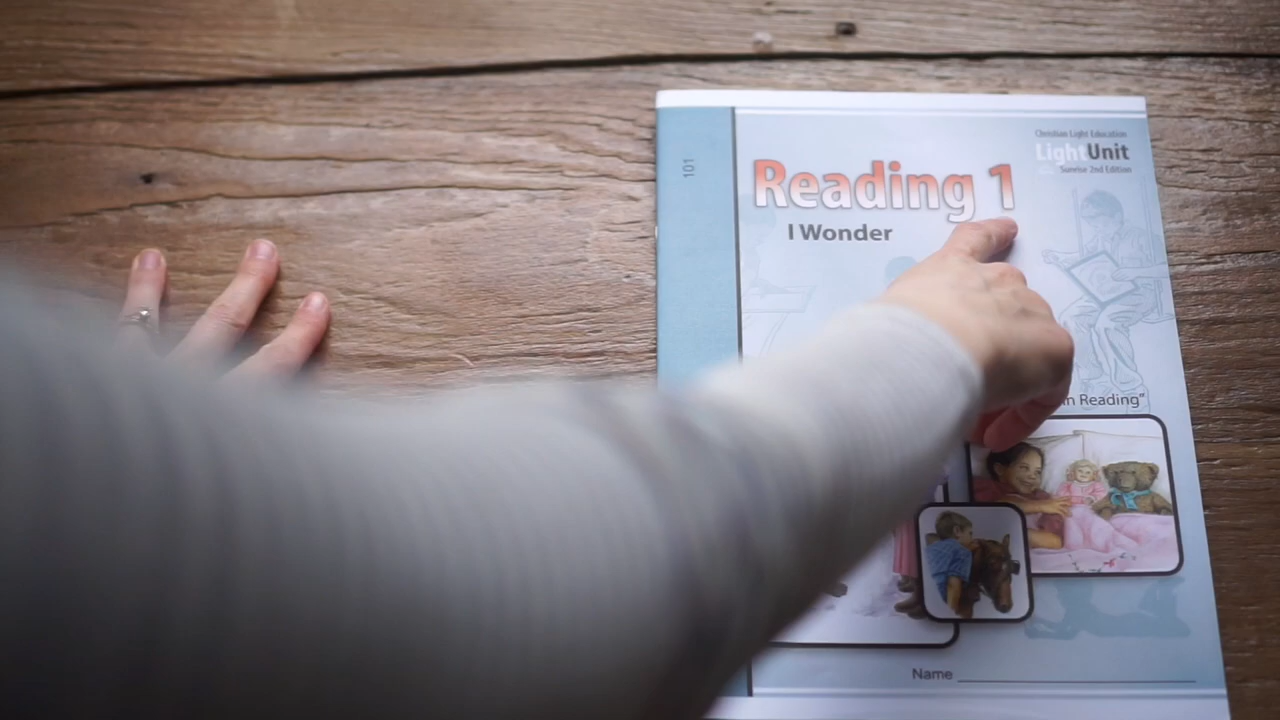 101
Christian Light Education
LightUnit
Sunrise 2nd Edition
Reading 1
I Wonder
Reading"
Name